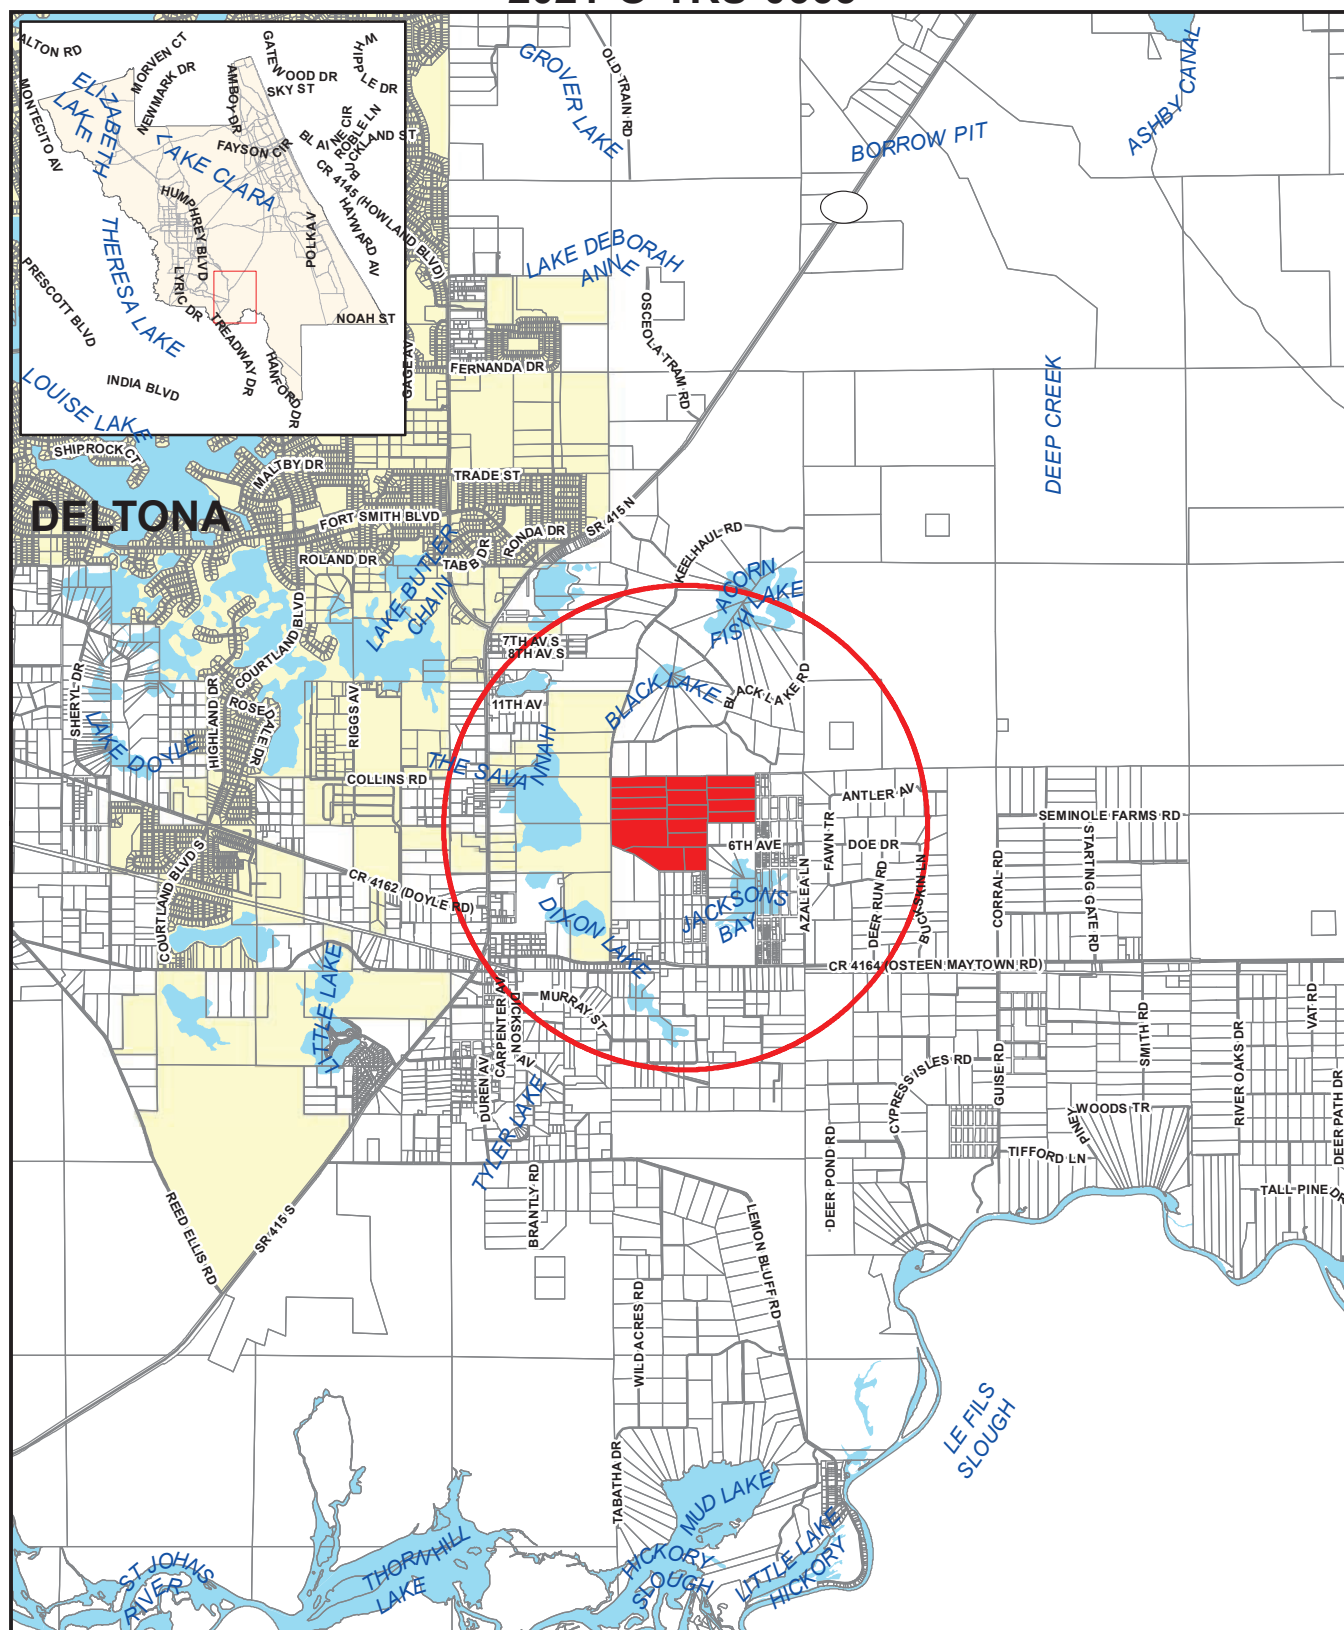 ALTON RD
MORVEN CT
NEWMARK DR
AMBOY DR
GATEWOOD DR
SKY ST
WHIPPLE DR
MONTECITO AV
ELIZABETH LAKE
LAKE CLARA
FAYSON CIR
BLAINE CIR
ROBLE LN
BUCKLAND ST
CR 4145 (HOWLAND BLVD)
HAYWARD AV
HUMPHREY BLVD
POLKA AV
THERESA LAKE
LYRIC DR
PRESCOTT BLVD
NOAH ST
TREADWAY DR
HANFORD DR
INDIA BLVD
LOUISE LAKE
GAGE AV
GROVER LAKE
OLD TRAIN RD
BORROW PIT
ASHBY CANAL
LAKE DEBORAH
ANNE
OSCEOLA TRAM RD
FERNANDA DR
DEEP CREEK
SHIPROCK CT
MALTBY DR
TRADE ST
DELTONA
FORT SMITH BLVD
RONDA DR
SR 415 N
ROLAND DR
TABB DR
KEELHAUL RD
LAKE BUTLER
CHAIN
ACORN
FISH LAKE
COURTLAND BLVD
7TH AV S
8TH AV S
SHERYL DR
LAKE DOYLE
HIGHLAND DR
ROSEDALE DR
RIGGS AV
11TH AV
BLACK LAKE
BLACK LAKE RD
THE SAVANNAH
COLLINS RD
ANTLER AV
SEMINOLE FARMS RD
6TH AVE
FAWN TR
DOE DR
COURTLAND BLVD S
CR 4162 (DOYLE RD)
DIXON LAKE
JACKSONS
BAY
AZALEA LN
DEER RUN RD
BUCKSKIN LN
CORRAL RD
STARTING GATE RD
CR 4164 (OSTEEN MAYTOWN RD)
LITTLE LAKE
CARPENTER AV
DICKSON AV
MURRAY ST
DUREN AV
TYLER LAKE
CYPRESS ISLES RD
GUISE RD
SMITH RD
RIVER OAKS DR
VAT RD
DEER PATH DR
PINEY WOODS TR
TIFFORD LN
TALL PINE DR
DEER POND RD
REED ELLIS RD
SR 415 S
BRANTLY RD
LEMON BLUFF RD
WILD ACRES RD
LE FILS
SLOUGH
TABATHA DR
MUD LAKE
HICKORY
SLOUGH
LITTLE LAKE
HICKORY
THORNHILL
LAKE
ST JOHNS
RIVER